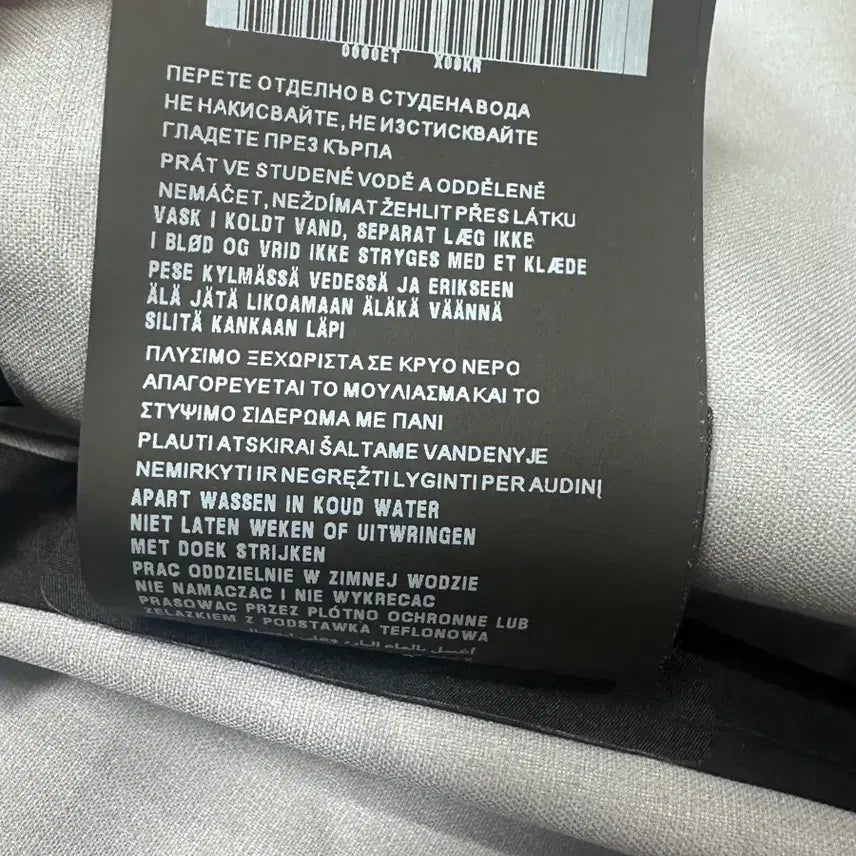 0000ET X00KR
ПЕРЕТЕ ОТДЕЛНО В СТУДЕНА ВОДА
НЕ НАКИСВАЙТЕ, НЕ ИЗСТИСКВАЙТЕ
ГЛАДЕТЕ ПРЕЗ КЪРПА
PRÁT VE STUDENÉ VODĚ A ODDĚLENĚ
NEMÁČET, NEŽDÍMAT ŽEHLIT PŘES LÁTKU
VASK I KOLDT VAND, SEPARAT LÆG IKKE
I BLØD OG VRID IKKE STRYGES MED ET KLÆDE
PESE KYLMÄSSÄ VEDESSÄ JA ERIKSEEN
ÄLÄ JÄTÄ LIKOAMAAN ÄLÄKÄ VÄÄNNÄ
SILITÄ KANKAAN LÄPI
ΠΛΥΣΙΜΟ ΞΕΧΩΡΙΣΤΑ ΣΕ ΚΡΥΟ ΝΕΡΟ
ΑΠΑΓΟΡΕΥΕΤΑΙ ΤΟ ΜΟΥΛΙΑΣΜΑ ΚΑΙ ΤΟ
ΣΤΥΨΙΜΟ ΣΙΔΕΡΩΜΑ ΜΕ ΠΑΝΙ
PLAUTI ATSKIRAI ŠALTAME VANDENYJE
NEMIRKYTI IR NEGRĘŽTI LYGINTI PER AUDINĮ
APART WASSEN IN KOUD WATER
NIET LATEN WEKEN OF UITWRINGEN
MET DOEK STRIJKEN
PRAC ODDZIELNIE W ZIMNEJ WODZIE
NIE NAMACZAC I NIE WYKRECAC
PRASOWAC PRZEZ PLÓTNO OCHRONNE LUB
ZELAZKIEM Z PODSTAWKA TEFLONOWA
اغسل بالماء البارد